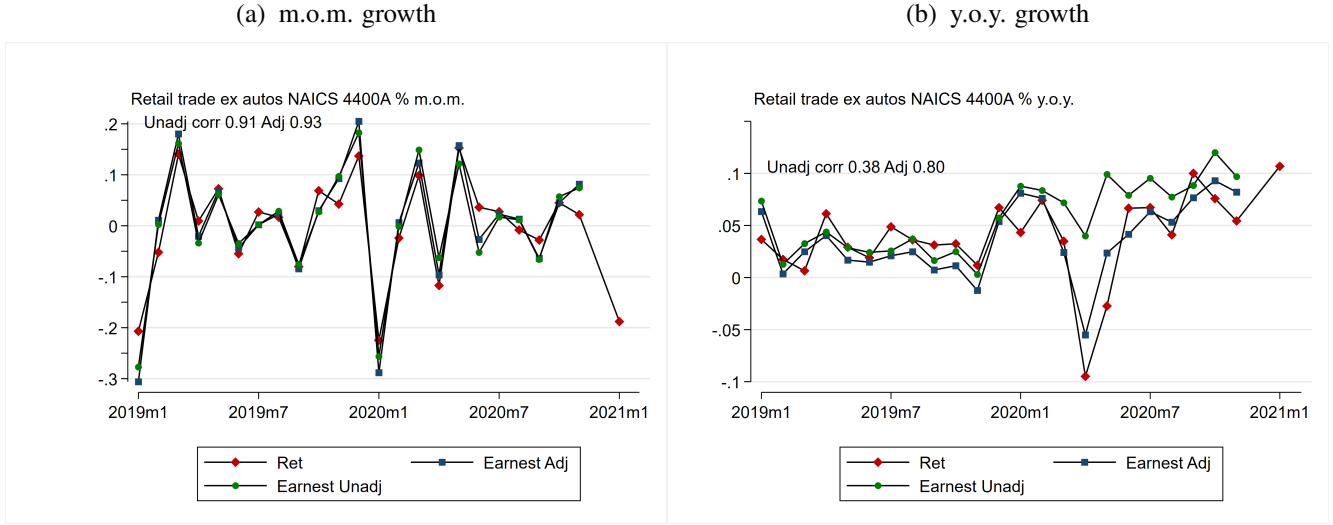 (a) m.o.m. growth
Retail trade ex autos NAICS 4400A % m.o.m.
Unadj corr 0.91 Adj 0.93
.2
.1
0
-.1
-.2
-.3
2019m1 2019m7 2020m1 2020m7 2021m1
Ret Earnest Adj
Earnest Unadj
(b) y.o.y. growth
Retail trade ex autos NAICS 4400A % y.o.y.
Unadj corr 0.38 Adj 0.80
.1
.05
0
-.05
-.1
2019m1 2019m7 2020m1 2020m7 2021m1
Ret Earnest Adj
Earnest Unadj